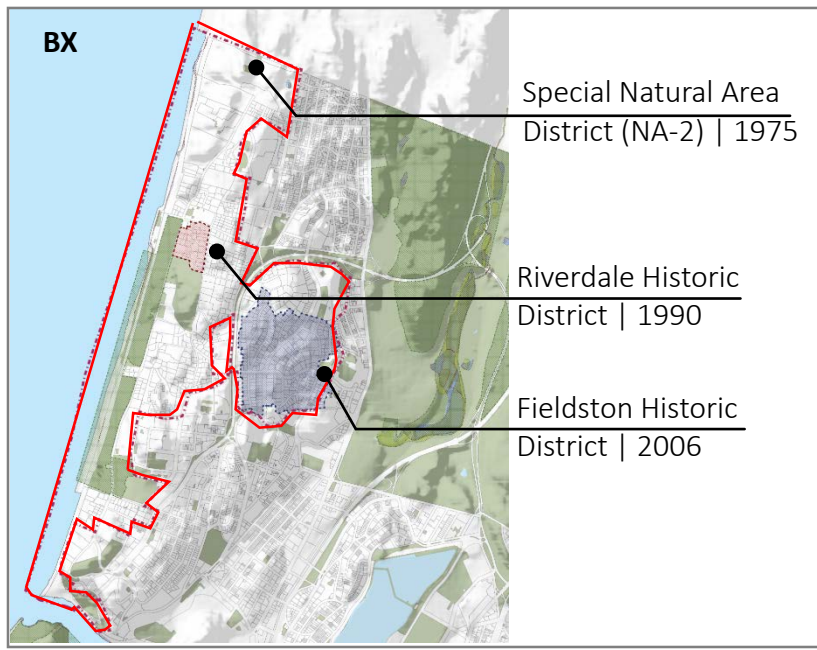 BX
Special Natural Area
District (NA-2) | 1975
Riverdale Historic
District | 1990
Fieldston Historic
District | 2006